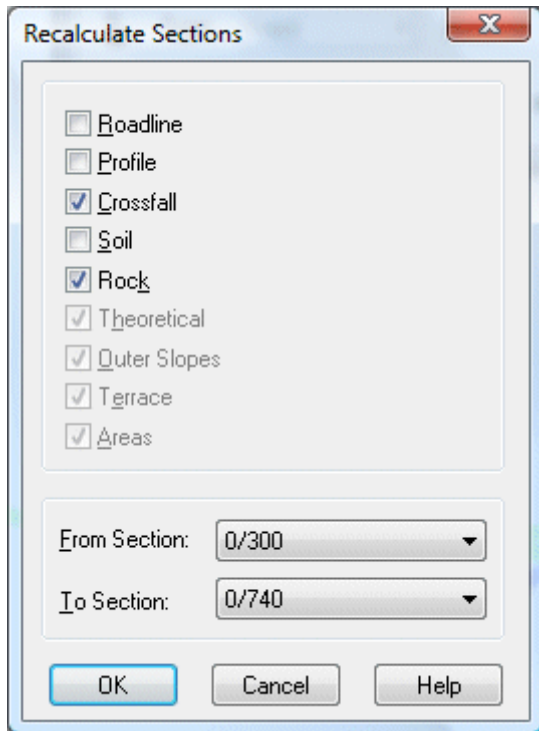 Recalculate Sections
Roadline
Profile
Crossfall
Soil
Rock
Theoretical
Outer Slopes
Terrace
Areas
From Section: 0/300
To Section: 0/740
OK Cancel Help